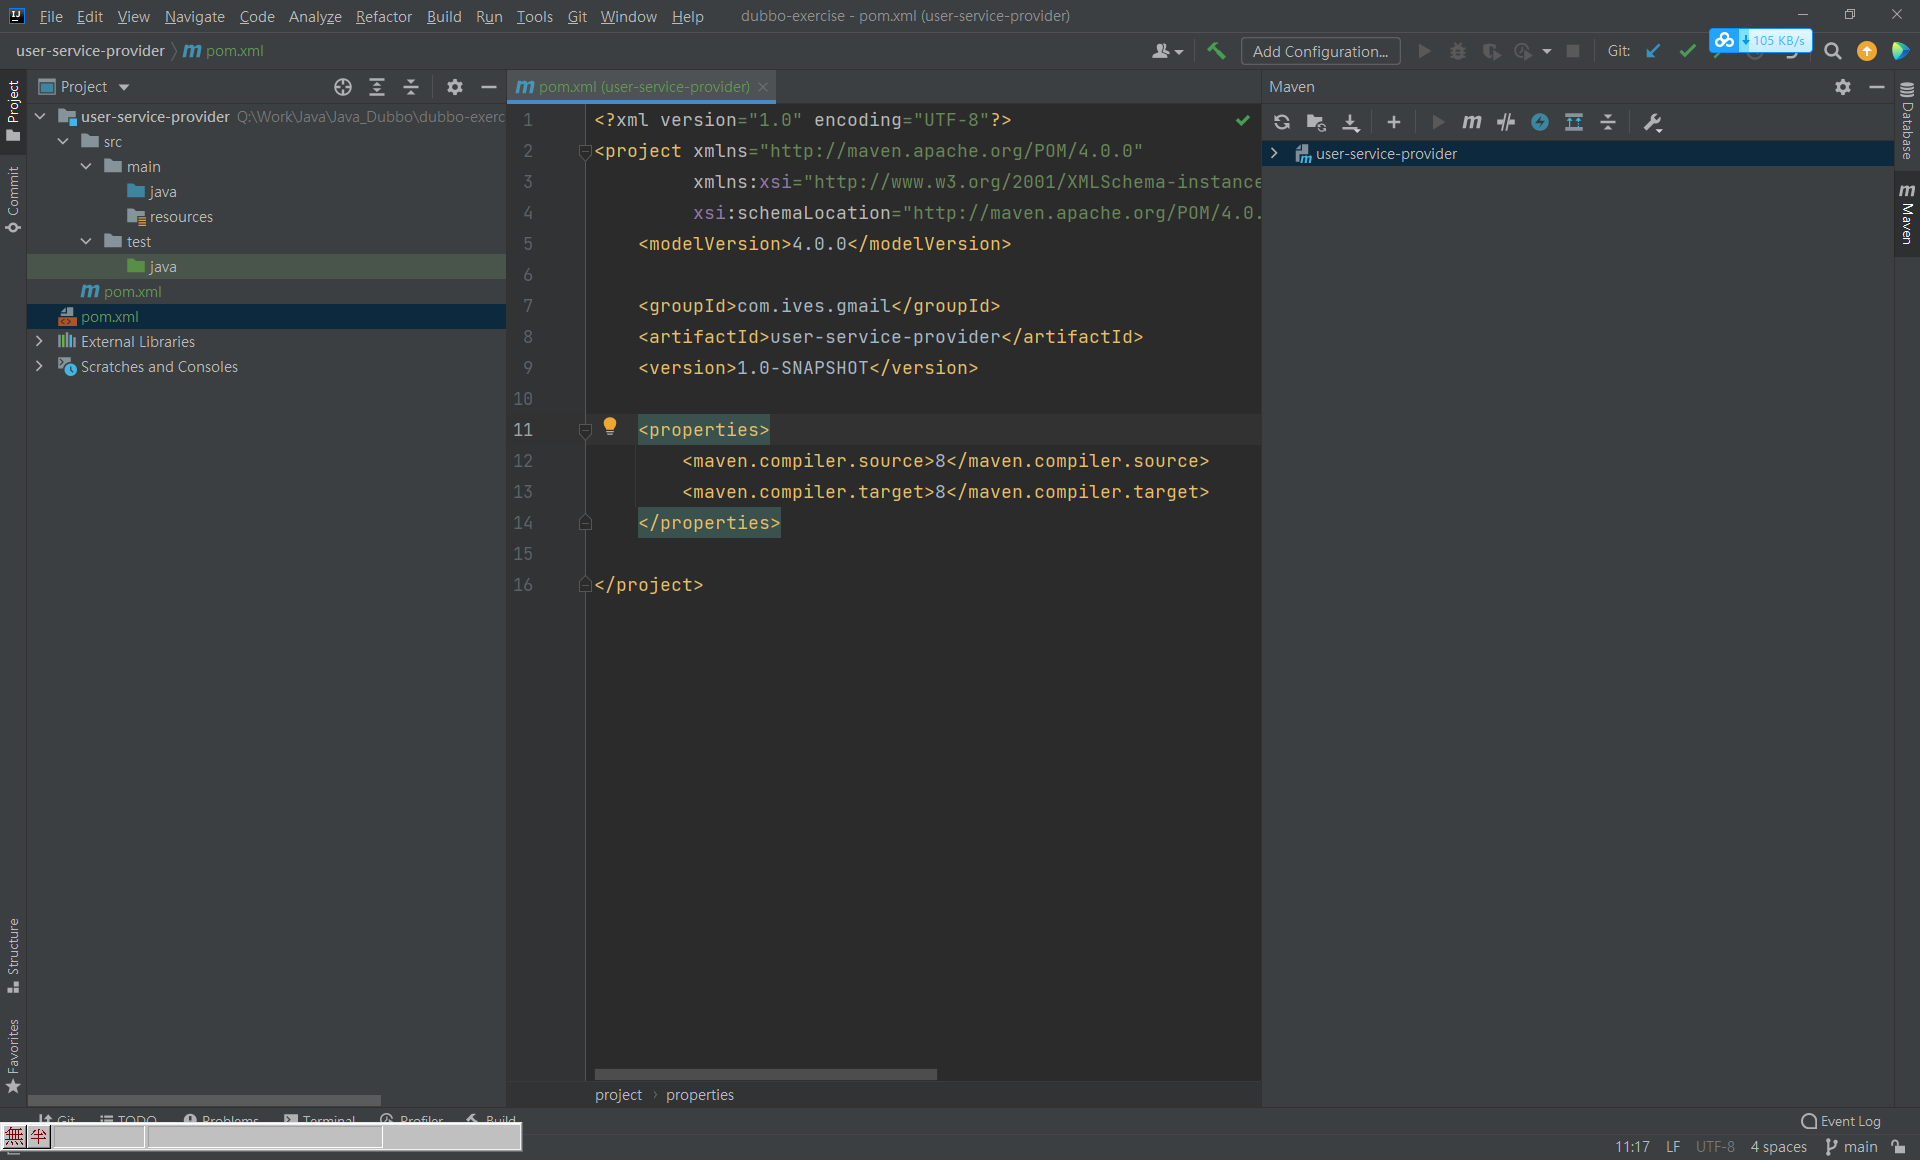 File Edit View Navigate Code Analyze Refactor Build Run Tools Git Window Help dubbo-exercise - pom.xml (user-service-provider)
user-service-provider pom.xml Add Configuration... Git: 105 KB/s
Project
user-service-provider Q:\Work\Java\Java_Dubbo\dubbo-exerc
src
main
java
resources
test
java
pom.xml
pom.xml
External Libraries
Scratches and Consoles
Project
Commit
Structure
Favorites
pom.xml (user-service-provider)
1 <?xml version="1.0" encoding="UTF-8"?>
2 <project xmlns="http://maven.apache.org/POM/4.0.0"
3 xmlns:xsi="http://www.w3.org/2001/XMLSchema-instance
4 xsi:schemaLocation="http://maven.apache.org/POM/4.0.
5 <modelVersion>4.0.0</modelVersion>
6
7 <groupId>com.ives.gmail</groupId>
8 <artifactId>user-service-provider</artifactId>
9 <version>1.0-SNAPSHOT</version>
10
11 <properties>
12 <maven.compiler.source>8</maven.compiler.source>
13 <maven.compiler.target>8</maven.compiler.target>
14 </properties>
15
16 </project>
project › properties
Maven
user-service-provider
Database
Maven
Git TODO Problems Terminal Profiler Build Event Log
無 半
11:17 LF UTF-8 4 spaces main